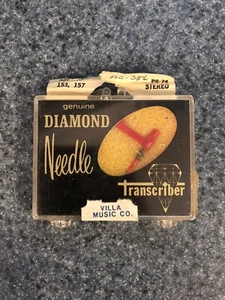 153, 157
STEREO
genuine
DIAMOND
Needle
Transcriber
VILLA
MUSIC CO.